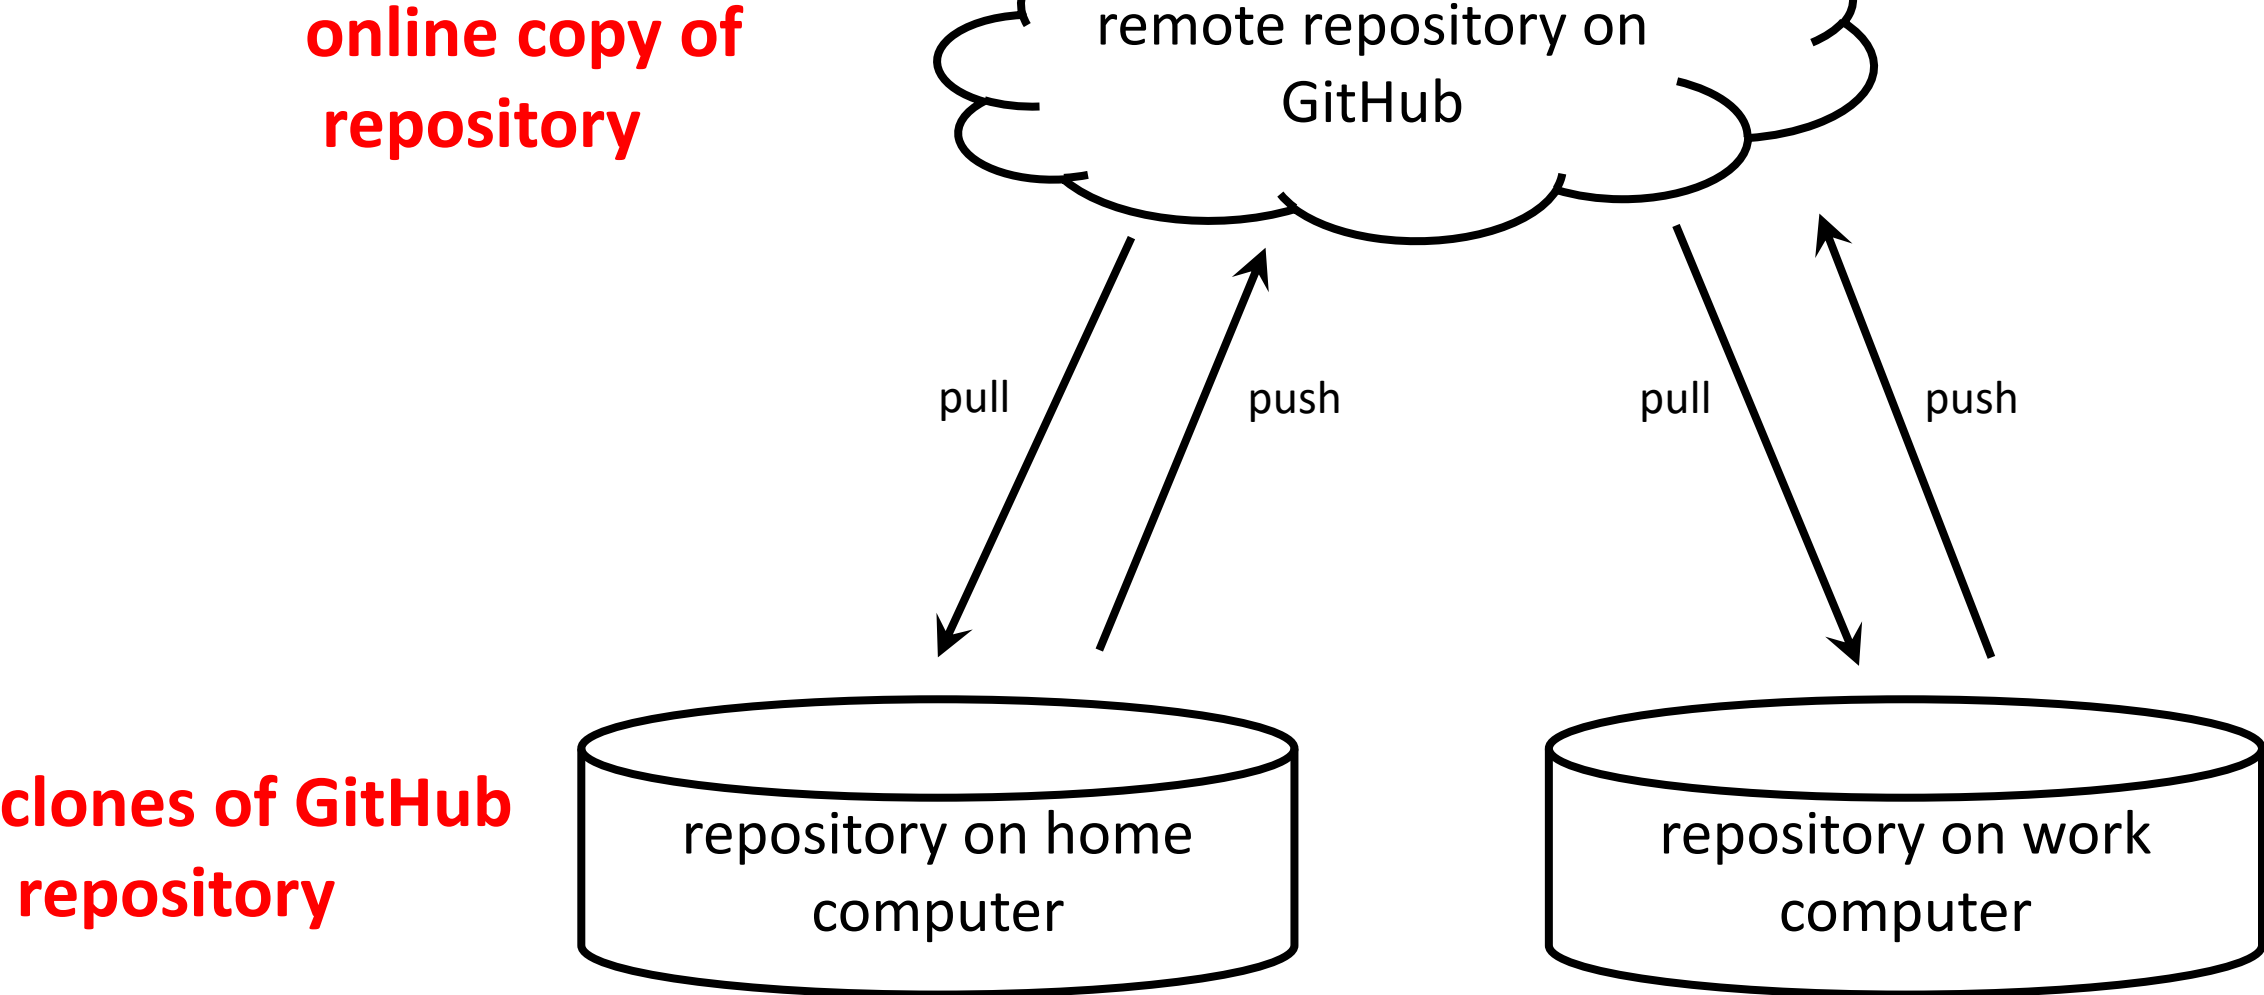 online copy of
repository
remote repository on
GitHub
pull
push
pull
push
clones of GitHub
repository
repository on home
computer
repository on work
computer